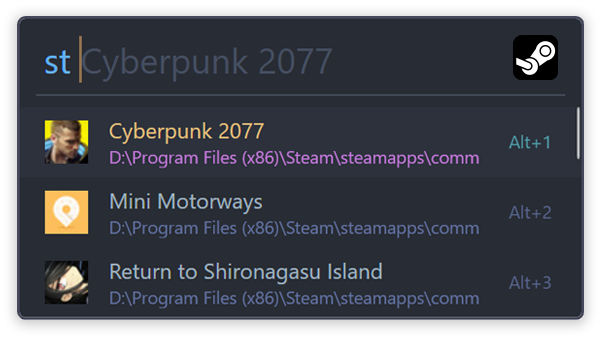 st Cyberpunk 2077
Cyberpunk 2077
D:\Program Files (x86)\Steam\steamapps\comm
Alt+1
Mini Motorways
D:\Program Files (x86)\Steam\steamapps\comm
Alt+2
Return to Shironagasu Island
D:\Program Files (x86)\Steam\steamapps\comm
Alt+3